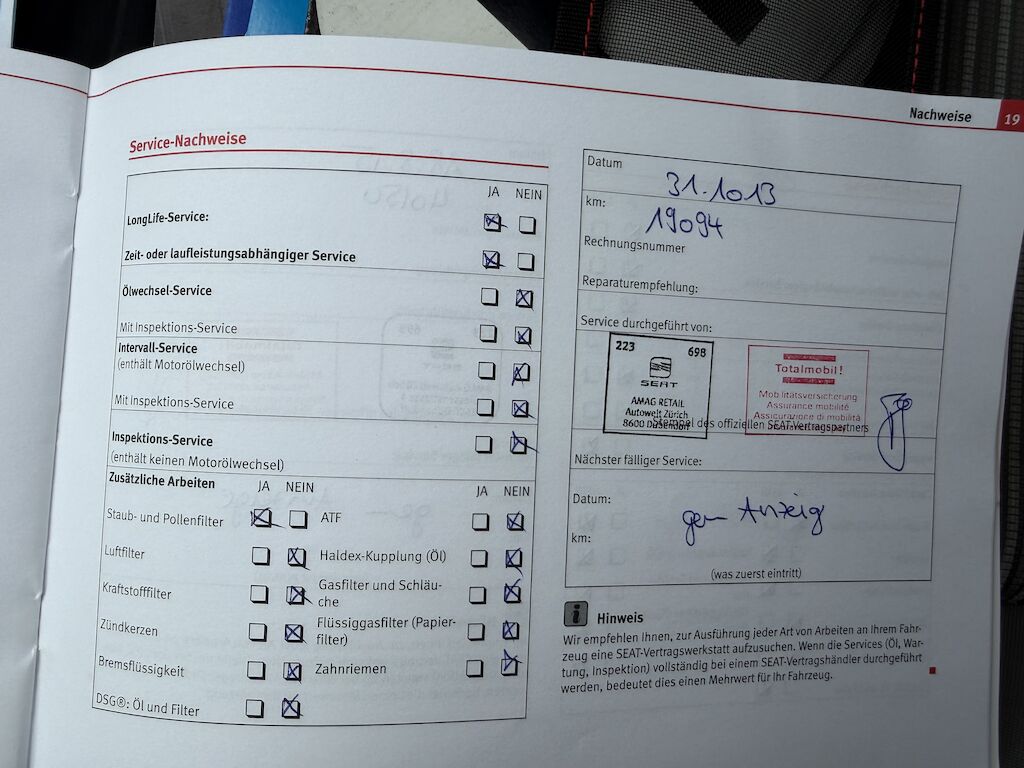 Nachweise 19
Service-Nachweise
JA NEIN
LongLife-Service:
Zeit- oder laufleistungsabhängiger Service
Ölwechsel-Service
Mit Inspektions-Service
Intervall-Service
(enthält Motorölwechsel)
Mit Inspektions-Service
Inspektions-Service
(enthält keinen Motorölwechsel)
Zusätzliche Arbeiten
JA NEIN JA NEIN
Staub- und Pollenfilter ATF
Luftfilter Haldex-Kupplung (Öl)
Kraftstofffilter Gasfilter und Schläu-
che
Zündkerzen Flüssiggasfilter (Papier-
filter)
Bremsflüssigkeit Zahnriemen
DSG®: Öl und Filter
Datum
31.1013
km:
19094
Rechnungsnummer
Reparaturempfehlung:
Service durchgeführt von:
223 698
SEAT
AMAG RETAIL
Autowelt Zürich
8600 Dübendorf
Totalmobil!
Mobilitätsversicherung
Assurance mobilité
Assicurazione di mobilità
Stempel des offiziellen SEAT-Vertragspartners
Nächster fälliger Service:
Datum:
gem Anzeig
km:
(was zuerst eintritt)
i Hinweis
Wir empfehlen Ihnen, zur Ausführung jeder Art von Arbeiten an Ihrem Fahr-
zeug eine SEAT-Vertragswerkstatt aufzusuchen. Wenn die Services (Öl, War-
tung, Inspektion) vollständig bei einem SEAT-Vertragshändler durchgeführt
werden, bedeutet dies einen Mehrwert für Ihr Fahrzeug.